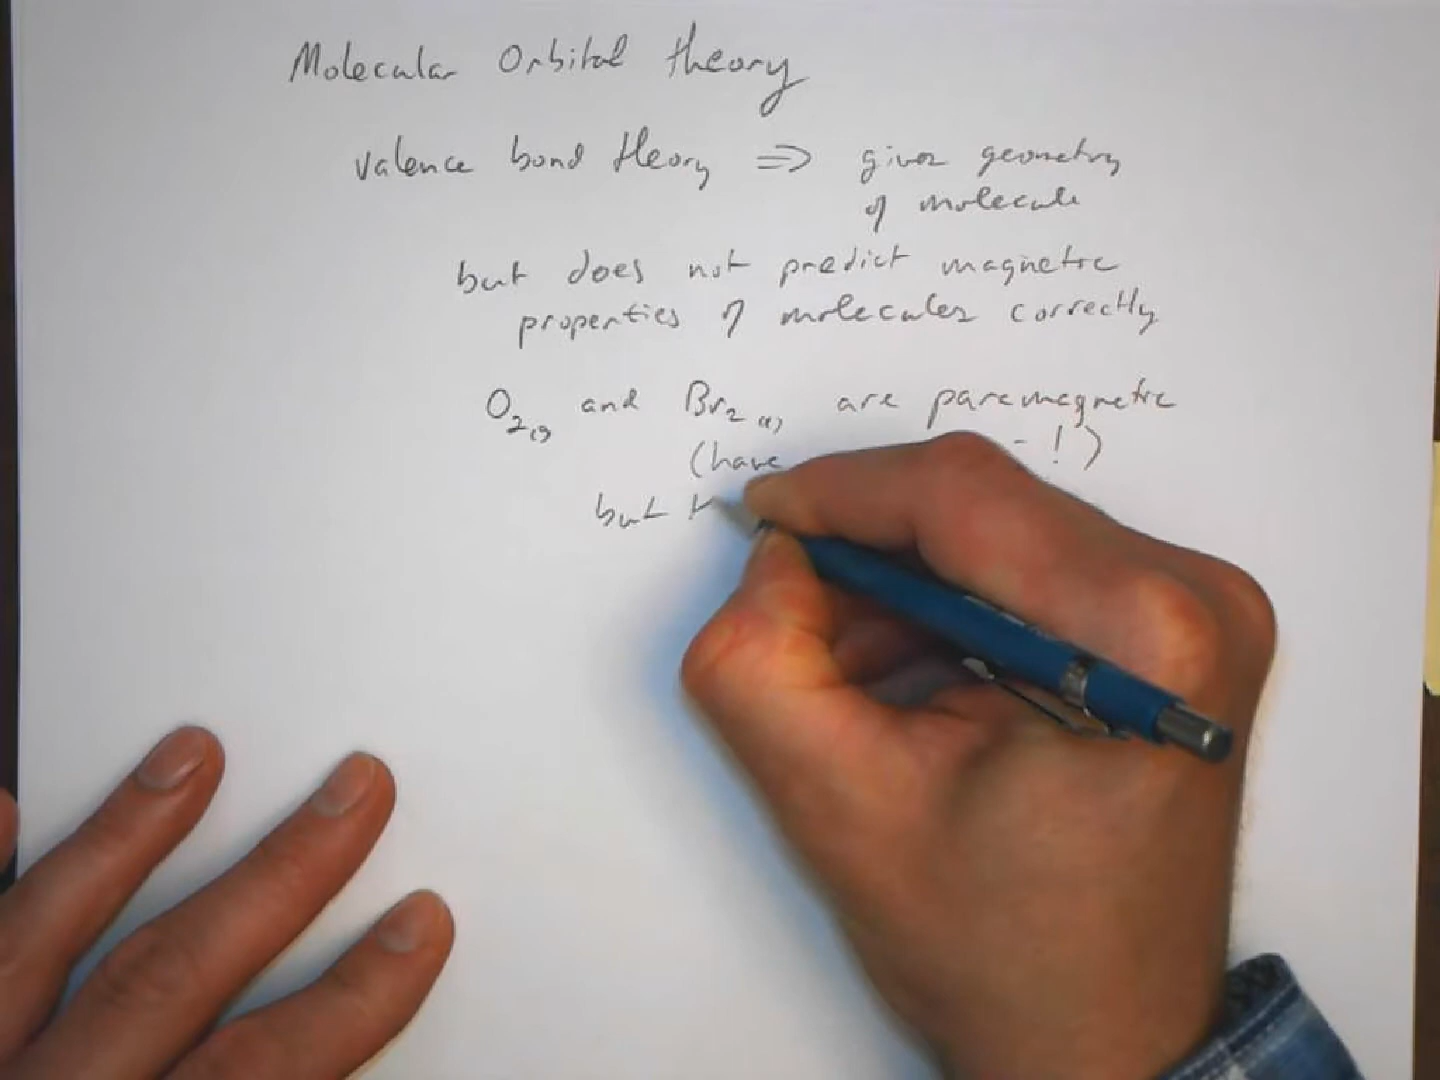 Molecular Orbital theory
valence bond theory ⇒ gives geometry
of molecule
but does not predict magnetic
properties of molecules correctly
O2(g) and Br2(l) are paramagnetic
(have - !)
but